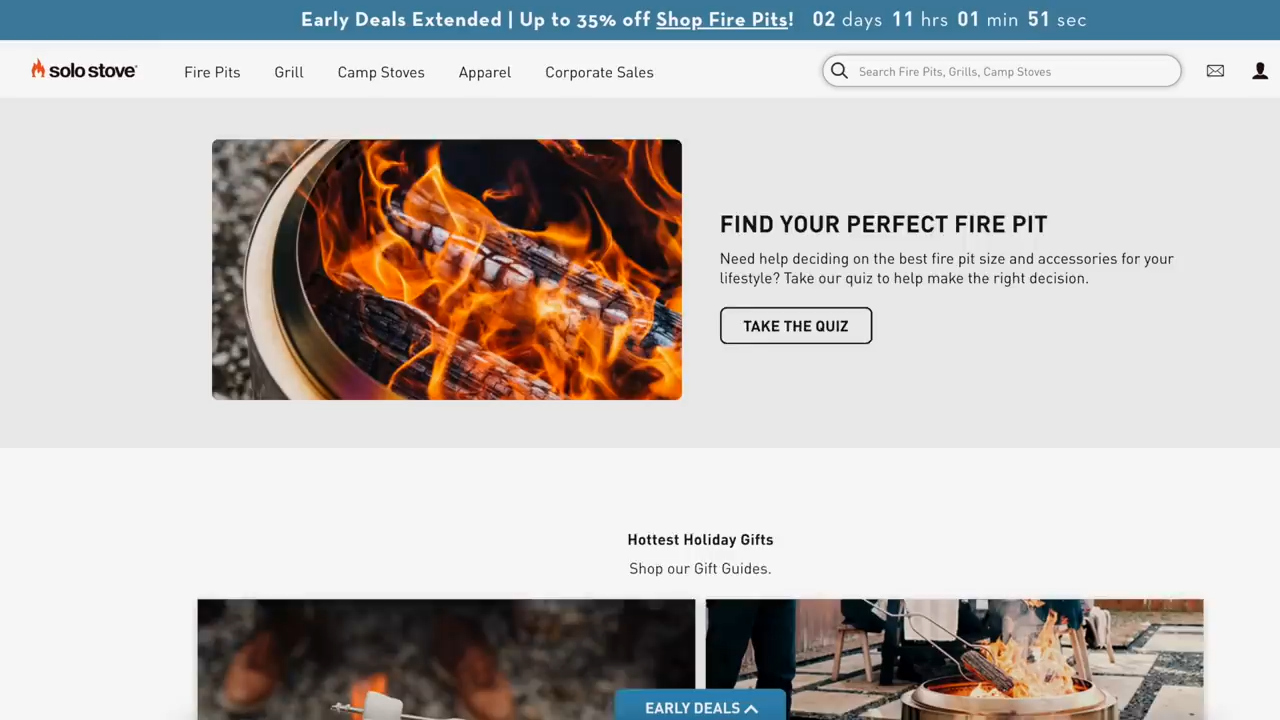 Early Deals Extended | Up to 35% off Shop Fire Pits! 02 days 11 hrs 01 min 51 sec
solo stove
Fire Pits Grill Camp Stoves Apparel Corporate Sales
Search Fire Pits, Grills, Camp Stoves
FIND YOUR PERFECT FIRE PIT
Need help deciding on the best fire pit size and accessories for your
lifestyle? Take our quiz to help make the right decision.
TAKE THE QUIZ
Hottest Holiday Gifts
Shop our Gift Guides.
EARLY DEALS